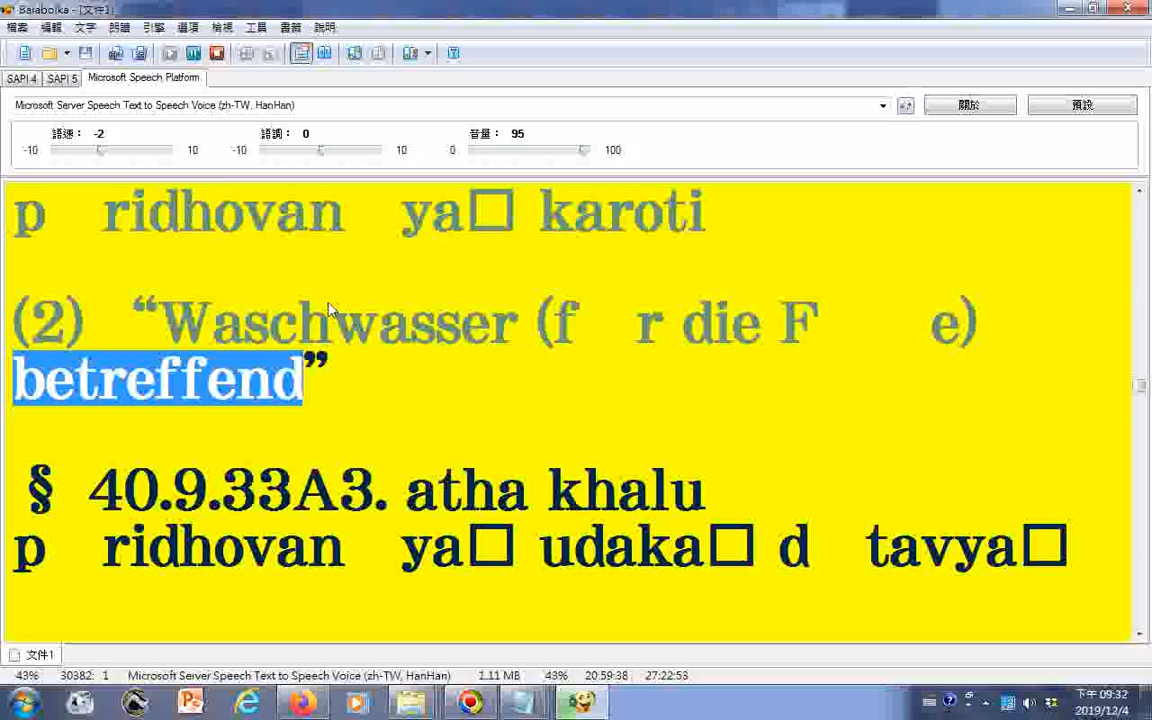 Balabolka - [文件1]
檔案 編輯 文字 朗讀 引擎 選項 檢視 工具 書籤 說明
SAPI 4 SAPI 5 Microsoft Speech Platform
Microsoft Server Speech Text to Speech Voice (zh-TW, HanHan) 關於 預設
語速： -2 語調： 0 音量： 95
-10 10 -10 10 0 100
p ridhovan ya□ karoti
(2) “Waschwasser (f r die F e)
betreffend”
§ 40.9.33A3. atha khalu
p ridhovan ya□ udaka□ d tavya□
文件1
43% 30382: 1 Microsoft Server Speech Text to Speech Voice (zh-TW, HanHan) 1.11 MB 43% 20:59:38 27:22:53
下午 09:32
2019/12/4